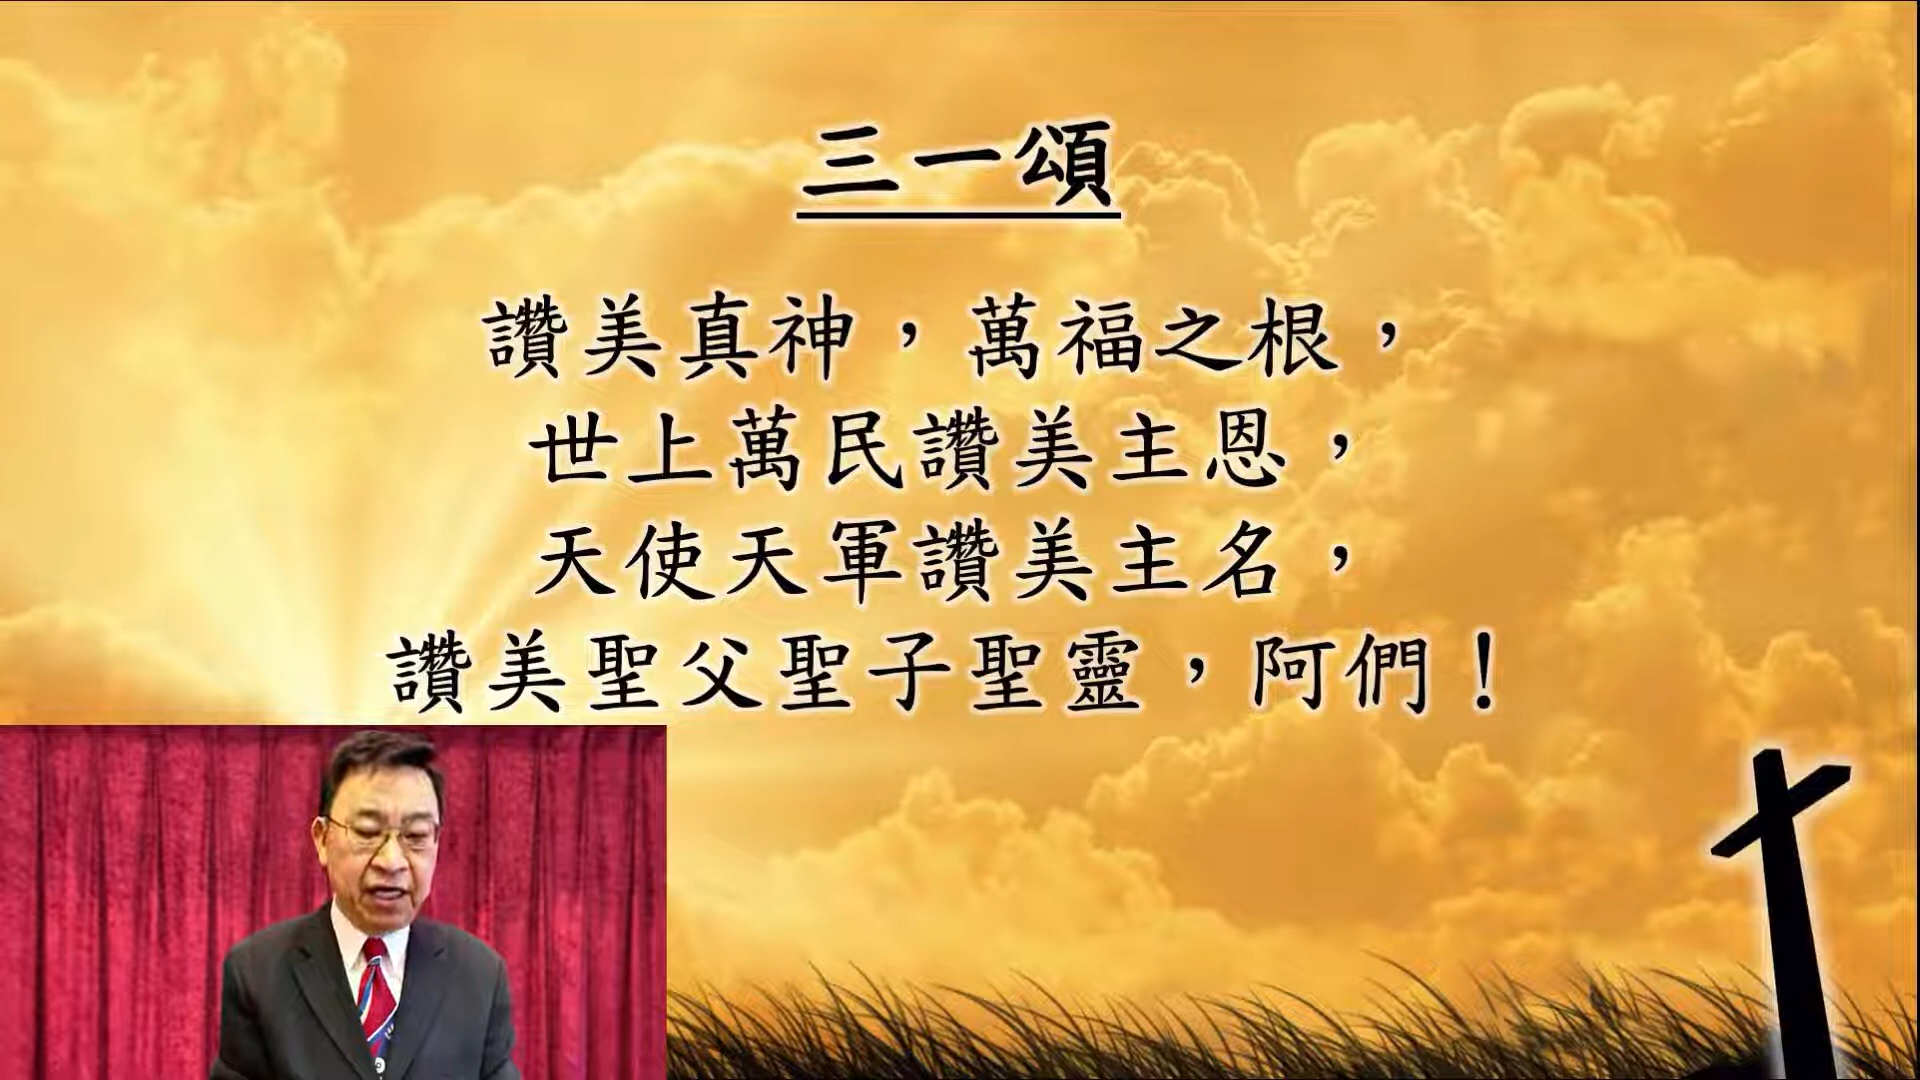 三一頌
讚美真神，萬福之根，
世上萬民讚美主恩，
天使天軍讚美主名，
讚美聖父聖子聖靈，阿們！